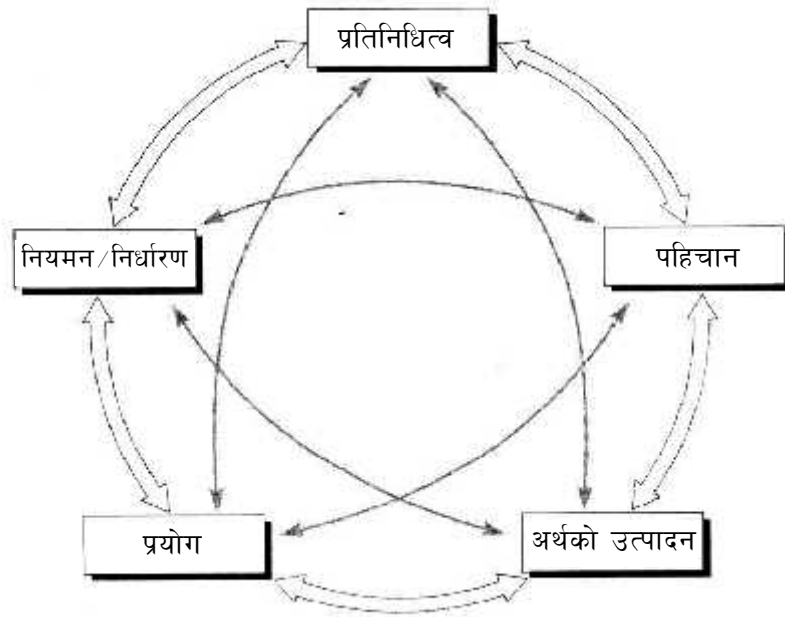 प्रतिनिधित्व
नियमन/निर्धारण
पहिचान
प्रयोग
अर्थको उत्पादन